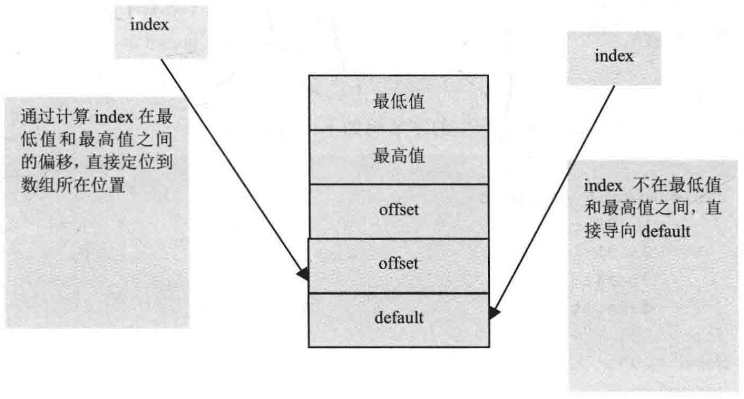 index
index
通过计算 index 在最
低值和最高值之间
的偏移，直接定位到
数组所在位置
最低值
最高值
offset
offset
default
index 不在最低值
和最高值之间，直
接导向 default